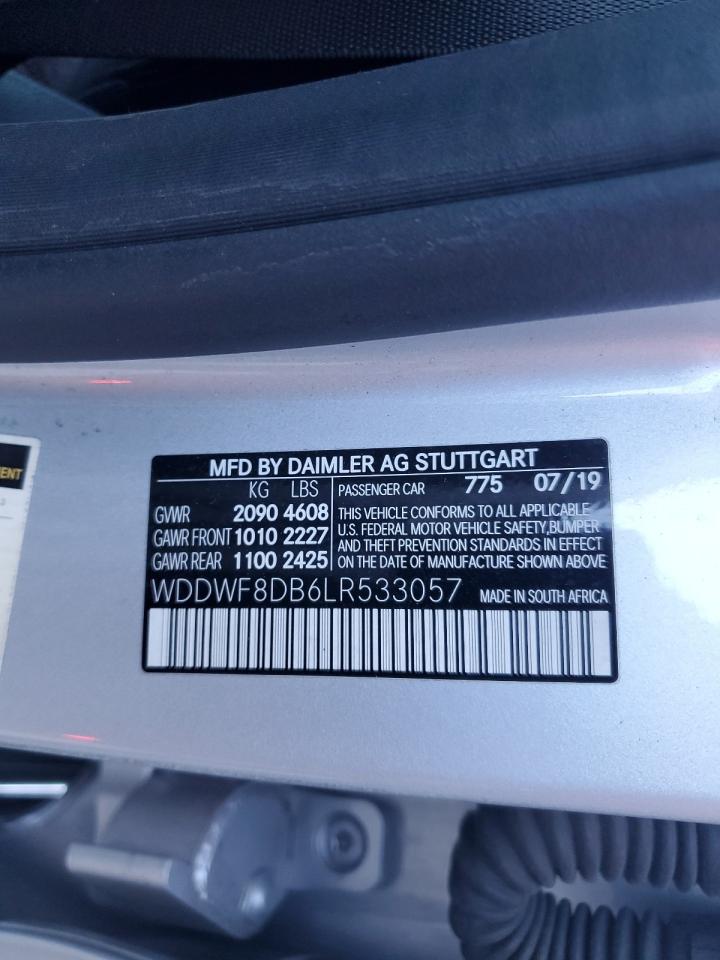 MFD BY DAIMLER AG STUTTGART
KG LBS
GVWR 2090 4608
GAWR FRONT 1010 2227
GAWR REAR 1100 2425
PASSENGER CAR 775 07/19
THIS VEHICLE CONFORMS TO ALL APPLICABLE
U.S. FEDERAL MOTOR VEHICLE SAFETY,BUMPER
AND THEFT PREVENTION STANDARDS IN EFFECT
ON THE DATE OF MANUFACTURE SHOWN ABOVE
WDDWF8DB6LR533057
MADE IN SOUTH AFRICA